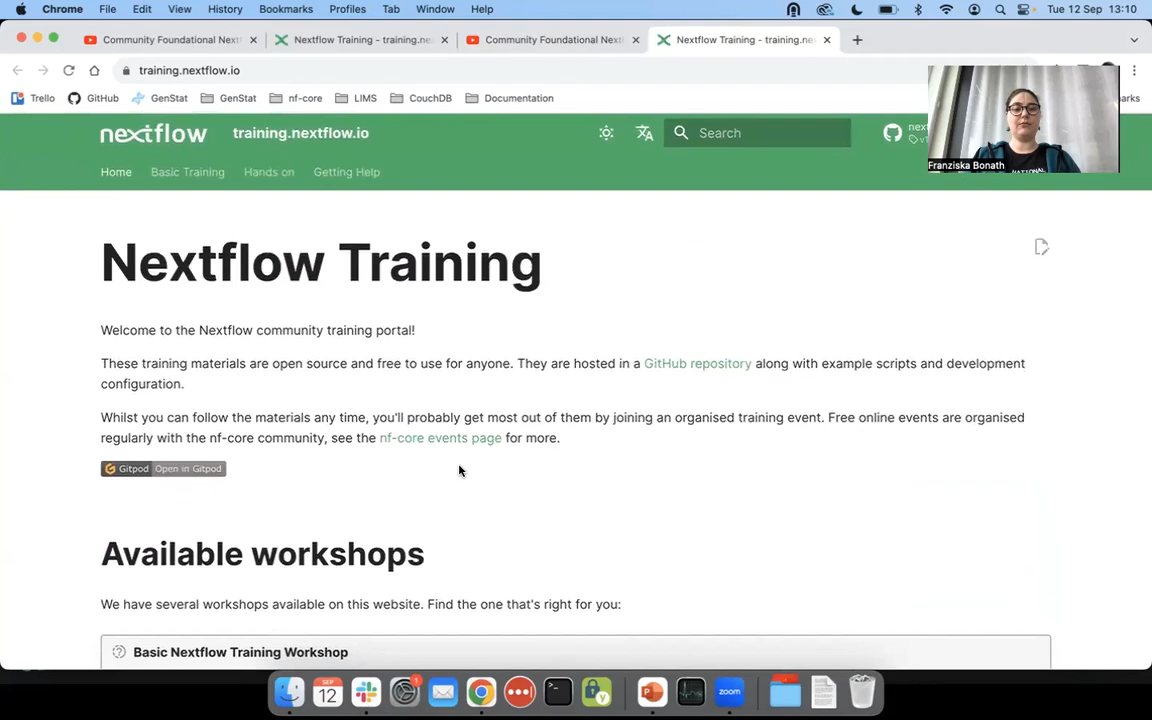 Chrome File Edit View History Bookmarks Profiles Tab Window Help Tue 12 Sep 13:10
Community Foundational Next Nextflow Training - training.ne Community Foundational Next Nextflow Training - training.ne
training.nextflow.io
Trello GitHub GenStat GenStat nf-core LIMS CouchDB Documentation
nextflow training.nextflow.io Search
Franziska Bonath
Home Basic Training Hands on Getting Help
Nextflow Training
Welcome to the Nextflow community training portal!
These training materials are open source and free to use for anyone. They are hosted in a GitHub repository along with example scripts and development
configuration.
Whilst you can follow the materials any time, you'll probably get most out of them by joining an organised training event. Free online events are organised
regularly with the nf-core community, see the nf-core events page for more.
Gitpod Open in Gitpod
Available workshops
We have several workshops available on this website. Find the one that's right for you:
Basic Nextflow Training Workshop
SEP
12
1
zoom